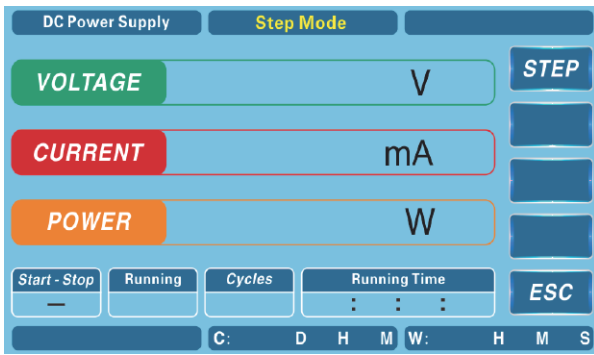 DC Power Supply Step Mode
VOLTAGE V STEP
CURRENT mA
POWER W
Start - Stop Running Cycles Running Time
— : : : ESC
C: D H M W: H M S